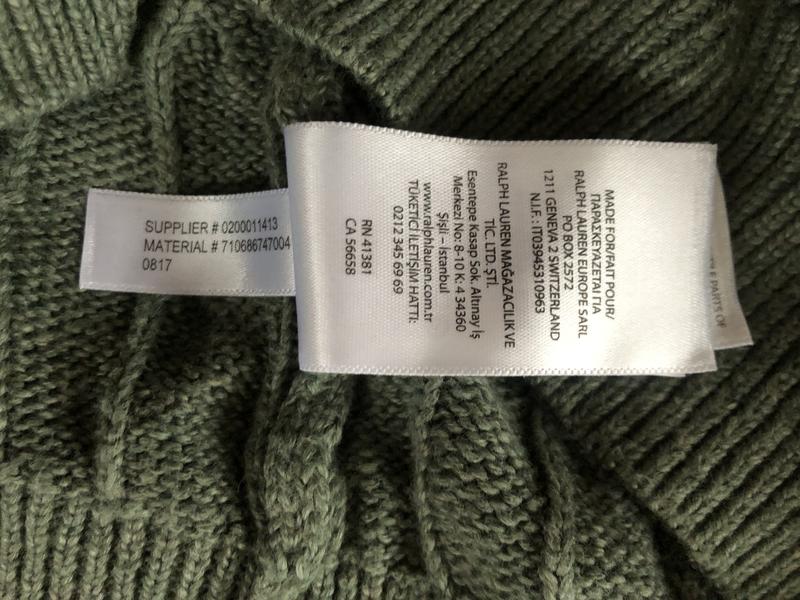 SUPPLIER # 0200011413
MATERIAL # 710686747004
0817
MADE FOR/FAIT POUR/
ΠΑΡΑΣΚΕΥΑΖΕΤΑΙ ΓΙΑ
RALPH LAUREN EUROPE SARL
PO BOX 2572
1211 GENEVA 2 SWITZERLAND
N.I.F.: IT03945310963
RALPH LAUREN MAĞAZACILIK VE
TİC. LTD. ŞTİ.
Esentepe Kasap Sok. Altınay İş
Merkezi No: 8-10 K: 4 34360
Şişli – İstanbul
www.ralphlauren.com.tr
TÜKETİCİ İLETİŞİM HATTI:
0212 345 69 69
RN 41381
CA 56658
PARTS OF